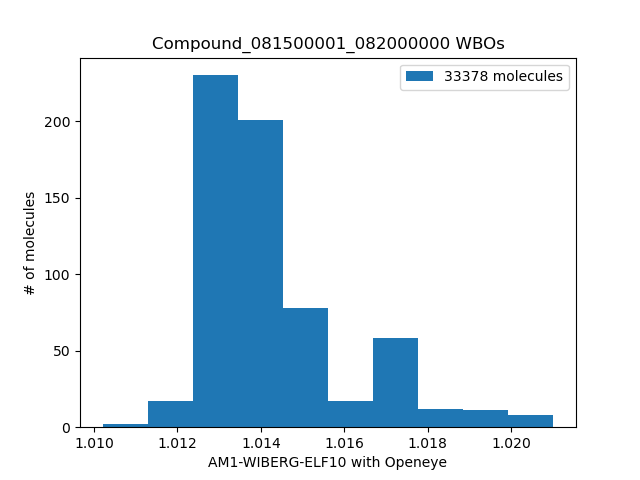 Compound_081500001_082000000 WBOs
33378 molecules
# of molecules
200
150
100
50
0
1.010 1.012 1.014 1.016 1.018 1.020
AM1-WIBERG-ELF10 with Openeye